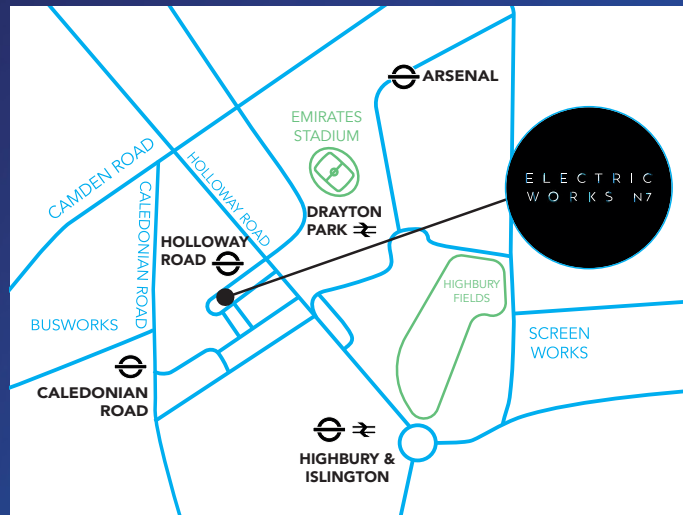 ARSENAL
EMIRATES
STADIUM
CAMDEN ROAD
HOLLOWAY ROAD
CALEDONIAN ROAD
ELECTRIC
WORKS N7
DRAYTON
PARK
HOLLOWAY
ROAD
HIGHBURY
FIELDS
BUSWORKS
SCREEN
WORKS
CALEDONIAN
ROAD
HIGHBURY &
ISLINGTON